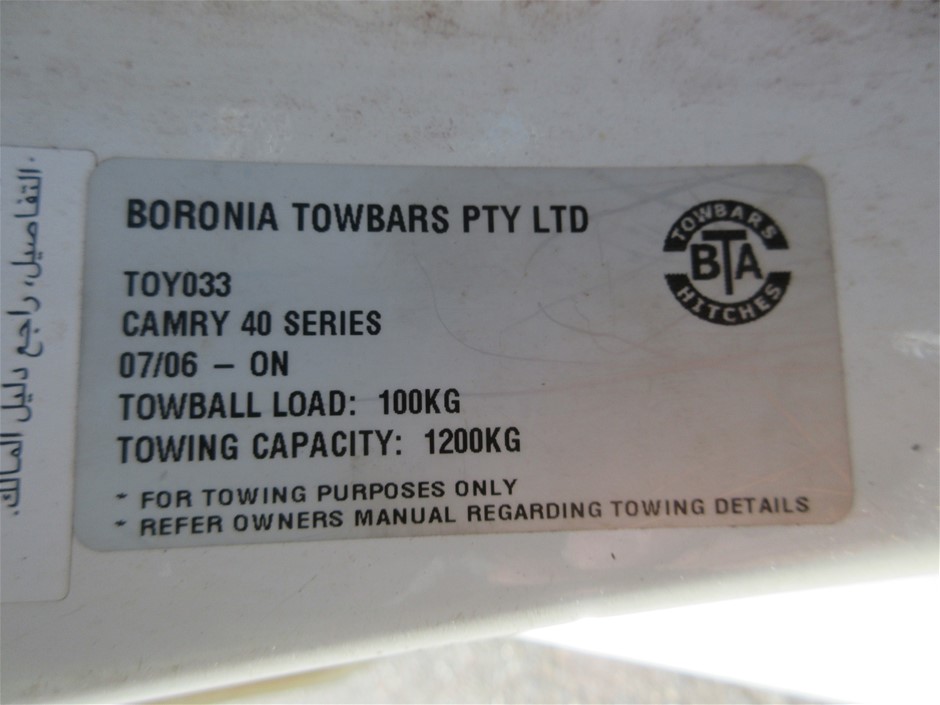 BORONIA TOWBARS PTY LTD
TOWBARS
BTA
HITCHES
TOY033
CAMRY 40 SERIES
07/06 – ON
TOWBALL LOAD: 100KG
TOWING CAPACITY: 1200KG
* FOR TOWING PURPOSES ONLY
* REFER OWNERS MANUAL REGARDING TOWING DETAILS
التفاصيل، راجع دليل المالك.